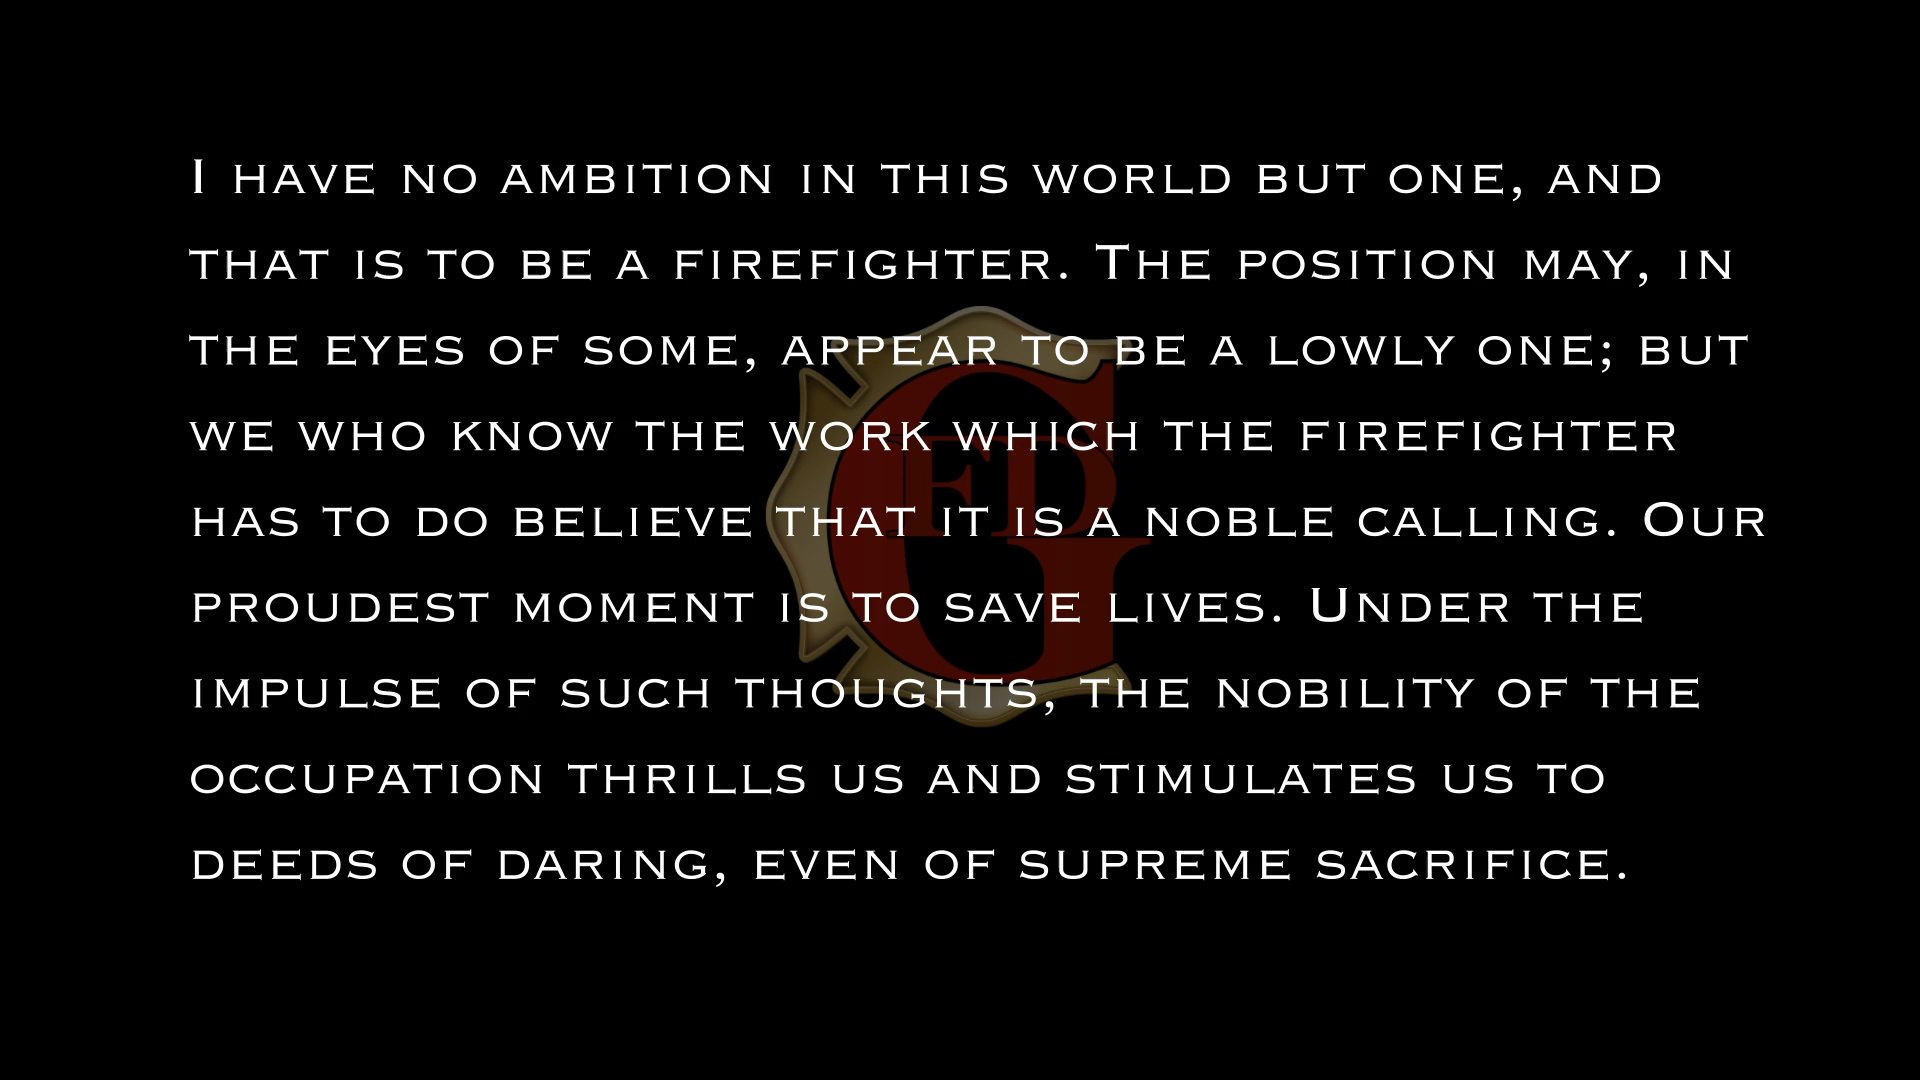 I HAVE NO AMBITION IN THIS WORLD BUT ONE, AND
THAT IS TO BE A FIREFIGHTER. THE POSITION MAY, IN
THE EYES OF SOME, APPEAR TO BE A LOWLY ONE; BUT
WE WHO KNOW THE WORK WHICH THE FIREFIGHTER
HAS TO DO BELIEVE THAT IT IS A NOBLE CALLING. OUR
PROUDEST MOMENT IS TO SAVE LIVES. UNDER THE
IMPULSE OF SUCH THOUGHTS, THE NOBILITY OF THE
OCCUPATION THRILLS US AND STIMULATES US TO
DEEDS OF DARING, EVEN OF SUPREME SACRIFICE.
G
FD